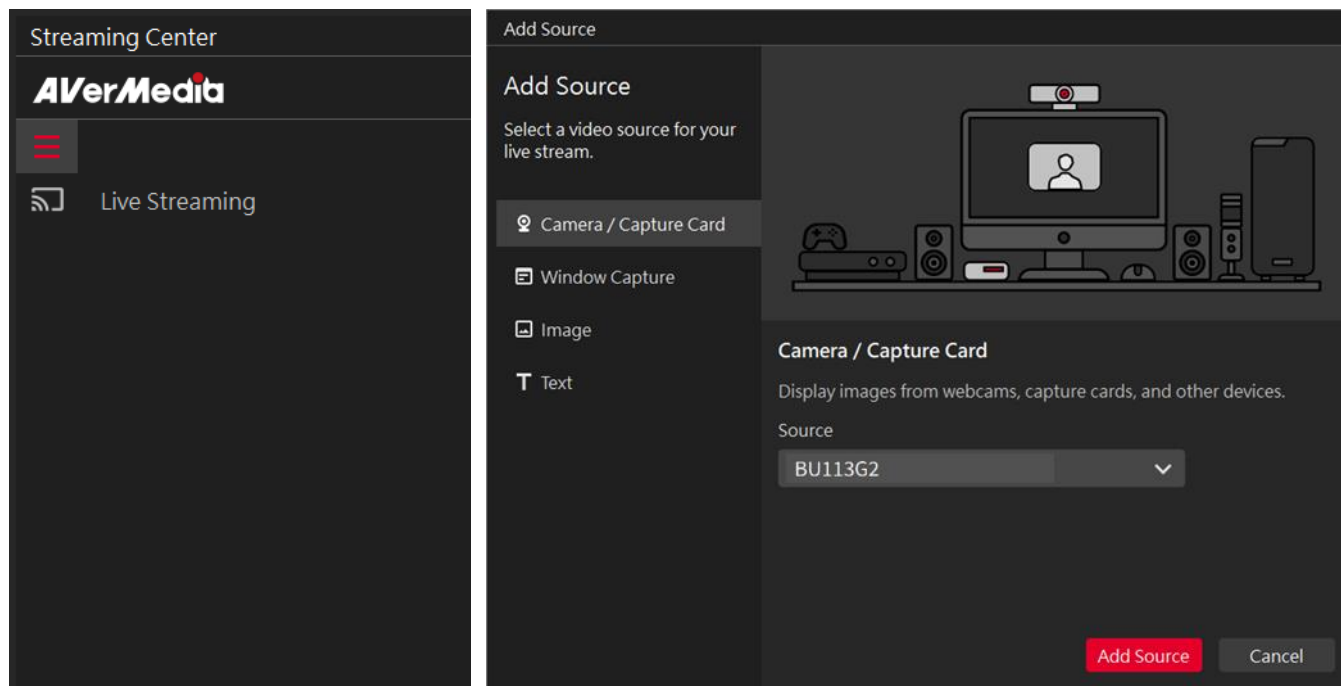 Streaming Center
AVerMedia
Live Streaming
Add Source
Add Source
Select a video source for your
live stream.
Camera / Capture Card
Window Capture
Image
Text
Camera / Capture Card
Display images from webcams, capture cards, and other devices.
Source
BU113G2
Add Source
Cancel